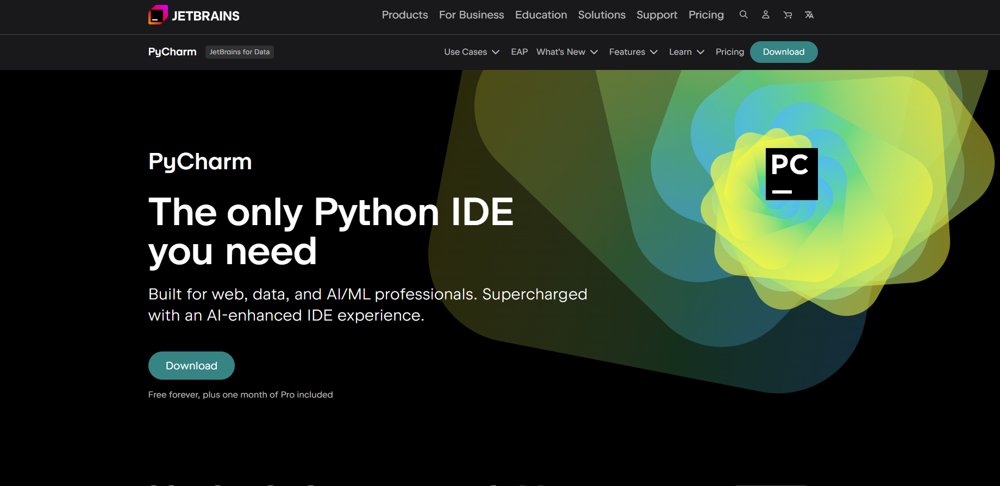 JETBRAINS
Products For Business Education Solutions Support Pricing
PyCharm JetBrains for Data
Use Cases EAP What's New Features Learn Pricing Download
PC
PyCharm
The only Python IDE
you need
Built for web, data, and AI/ML professionals. Supercharged
with an AI-enhanced IDE experience.
Download
Free forever, plus one month of Pro included